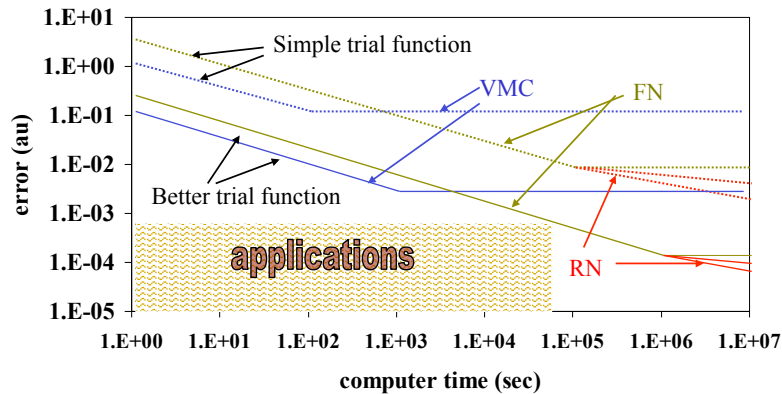 1.E+01
1.E+00
1.E-01
1.E-02
1.E-03
1.E-04
1.E-05
error (au)
Simple trial function
VMC
FN
Better trial function
applications
RN
1.E+00 1.E+01 1.E+02 1.E+03 1.E+04 1.E+05 1.E+06 1.E+07
computer time (sec)